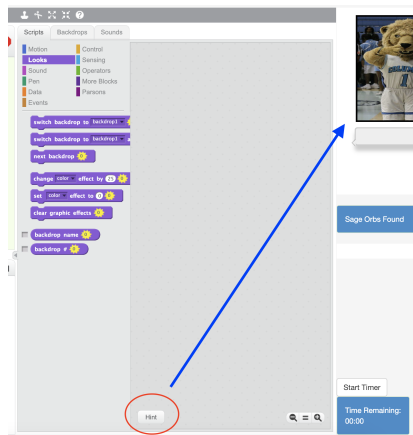 Scripts Backdrops Sounds
Motion Control
Looks Sensing
Sound Operators
Pen More Blocks
Data Parsons
Events
switch backdrop to backdrop1
switch backdrop to backdrop1
next backdrop
change color effect by 25
set color effect to 0
clear graphic effects
backdrop name
backdrop #
Hint
Sage Orbs Found
Start Timer
Time Remaining:
00:00